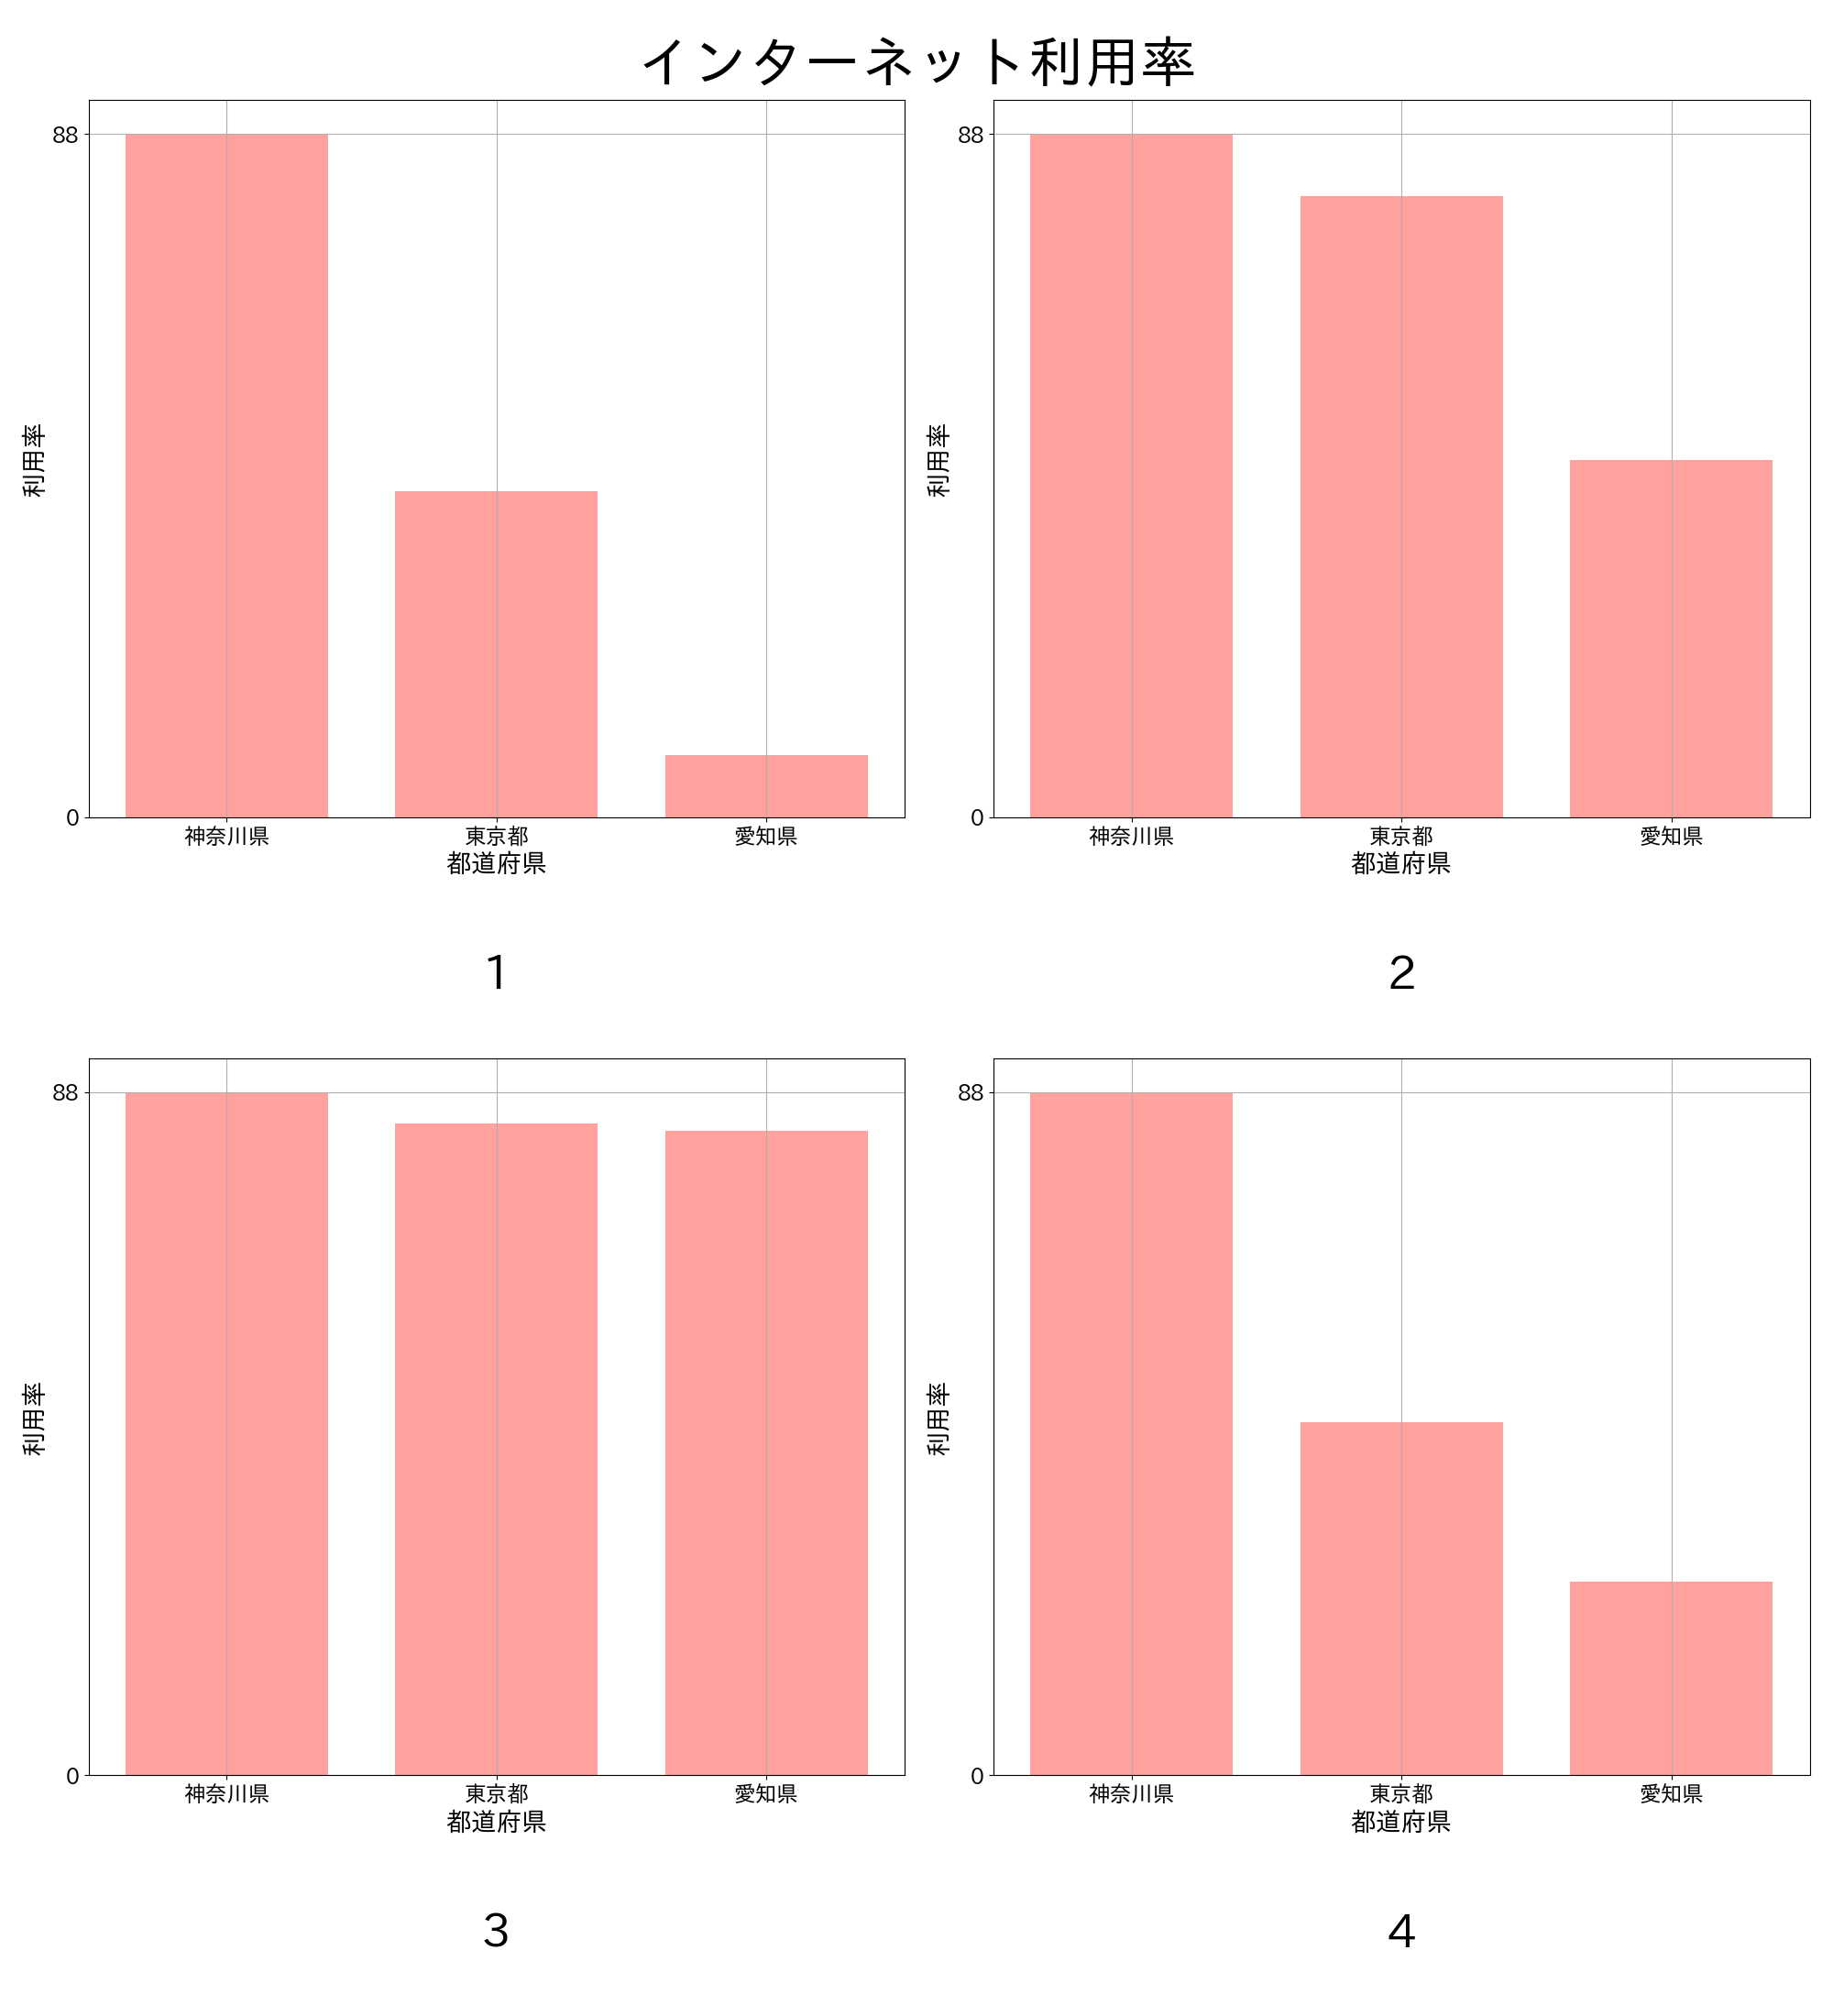 インターネット利用率
88
0
利用率
神奈川県 東京都 愛知県
都道府県
1
88
0
利用率
神奈川県 東京都 愛知県
都道府県
2
88
0
利用率
神奈川県 東京都 愛知県
都道府県
3
88
0
利用率
神奈川県 東京都 愛知県
都道府県
4